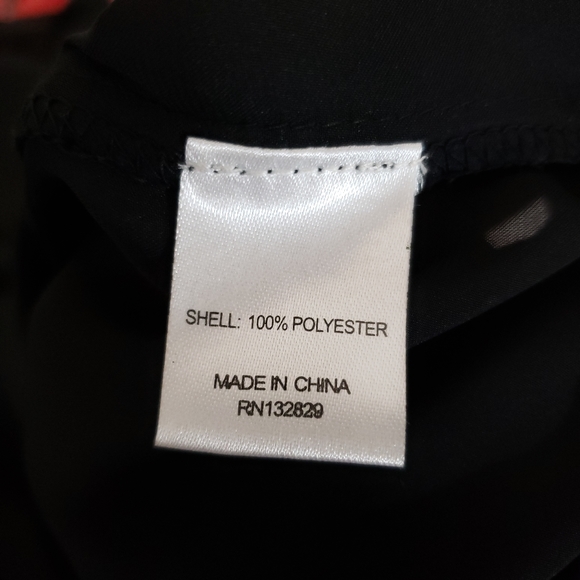 SHELL: 100% POLYESTER
MADE IN CHINA
RN132829